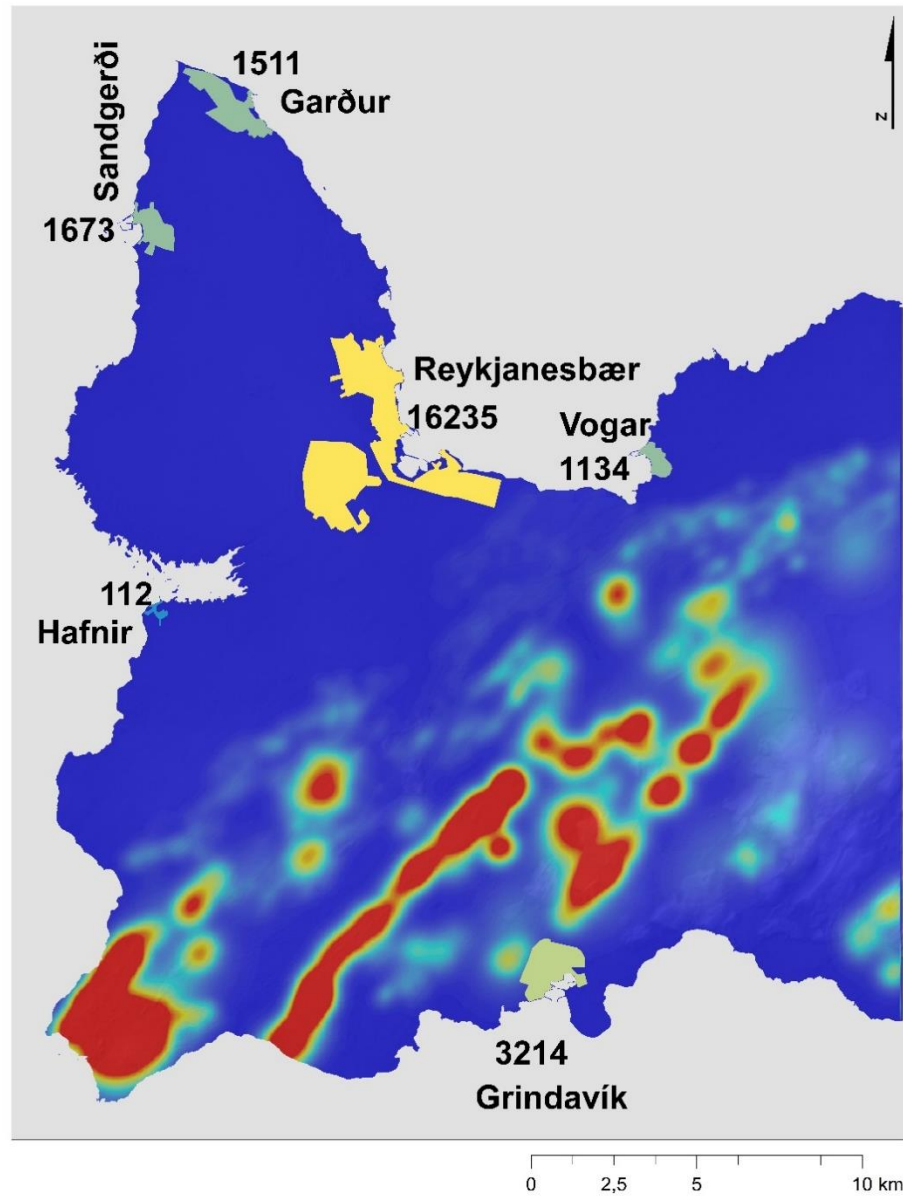 1511
Garður
Sandgerði
1673
z
Reykjanesbær
16235
Vogar
1134
112
Hafnir
3214
Grindavík
0 2,5 5 10 km